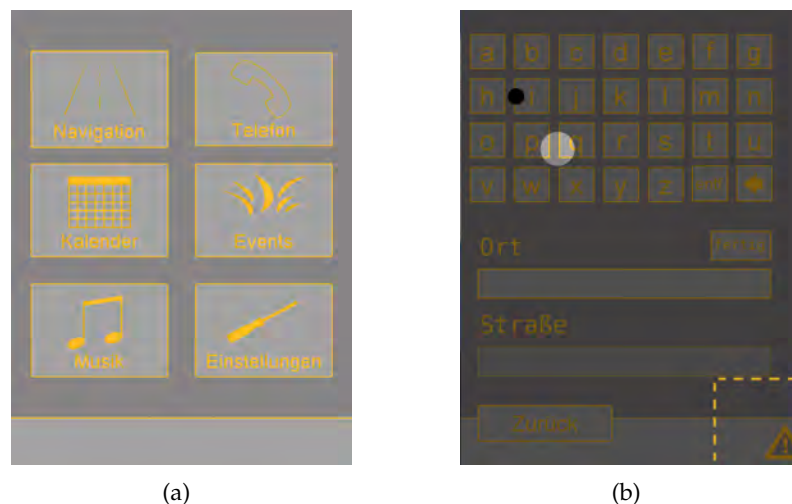 Navigation Telefon
Kalender Events
Musik Einstellungen
a b c d e f g
h i j k l m n
o p q r s t u
v w x y z
Ort
Straße
Zurück
(a) (b)